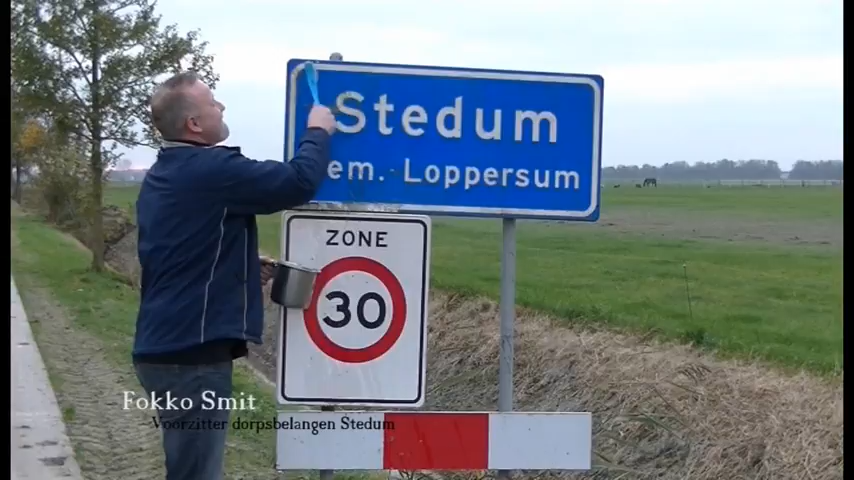 Stedum
em. Loppersum
ZONE
30
Fokko Smit
Voorzitter dorpsbelangen Stedum